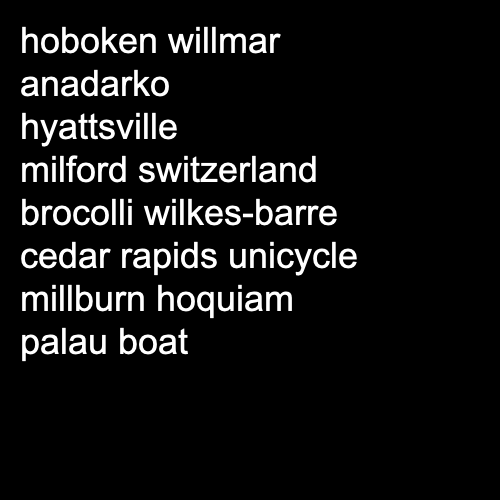 hoboken willmar
anadarko
hyattsville
milford switzerland
brocolli wilkes-barre
cedar rapids unicycle
millburn hoquiam
palau boat